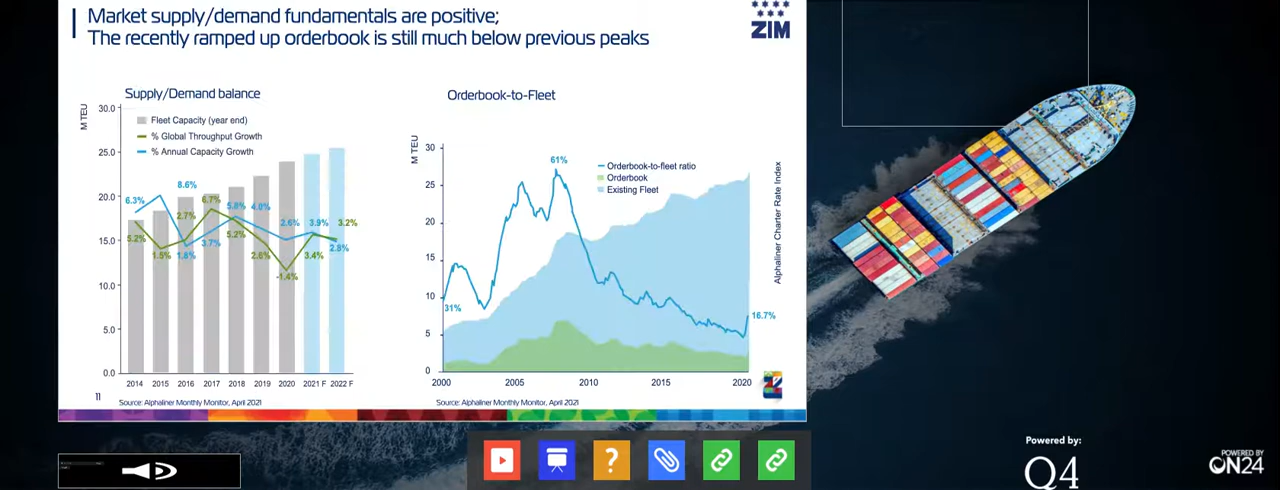 Market supply/demand fundamentals are positive;
The recently ramped up orderbook is still much below previous peaks
ZIM
Supply/Demand balance
M TEU
30.0
25.0
20.0
15.0
10.0
5.0
0.0
Fleet Capacity (year end)
% Global Throughput Growth
% Annual Capacity Growth
6.3%
8.6%
5.2%
1.5%
2.7%
1.8%
6.7%
3.7%
5.8%
5.2%
4.0%
2.6%
2.6%
-1.4%
3.9%
3.4%
3.2%
2.8%
2014 2015 2016 2017 2018 2019 2020 2021 F 2022 F
11
Source: Alphaliner Monthly Monitor, April 2021
Orderbook-to-Fleet
M TEU
30
25
20
15
10
5
0
61%
Orderbook-to-fleet ratio
Orderbook
Existing Fleet
31%
16.7%
2000 2005 2010 2015 2020
Alphaliner Charter Rate Index
Source: Alphaliner Monthly Monitor, April 2021
?
Powered by:
Q4
POWERED BY
ON24